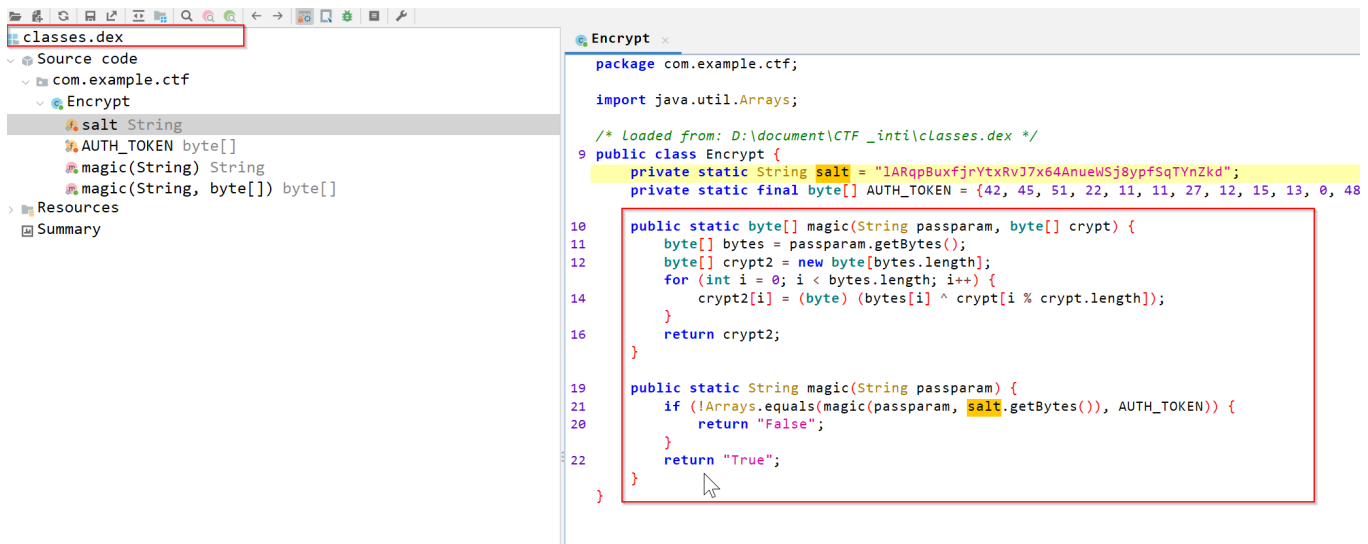 classes.dex
Source code
com.example.ctf
Encrypt
salt String
AUTH_TOKEN byte[]
magic(String) String
magic(String, byte[]) byte[]
Resources
Summary
Encrypt
package com.example.ctf;
import java.util.Arrays;
/* loaded from: D:\document\CTF _inti\classes.dex */
9 public class Encrypt {
private static String salt = "lARqpBuxfjrYtxRvJ7x64AnueWSj8ypfSqTYnZkd";
private static final byte[] AUTH_TOKEN = {42, 45, 51, 22, 11, 11, 27, 12, 15, 13, 0, 48
10 public static byte[] magic(String passparam, byte[] crypt) {
11 byte[] bytes = passparam.getBytes();
12 byte[] crypt2 = new byte[bytes.length];
for (int i = 0; i < bytes.length; i++) {
14 crypt2[i] = (byte) (bytes[i] ^ crypt[i % crypt.length]);
}
16 return crypt2;
}
19 public static String magic(String passparam) {
21 if (!Arrays.equals(magic(passparam, salt.getBytes()), AUTH_TOKEN)) {
20 return "False";
}
22 return "True";
}
}